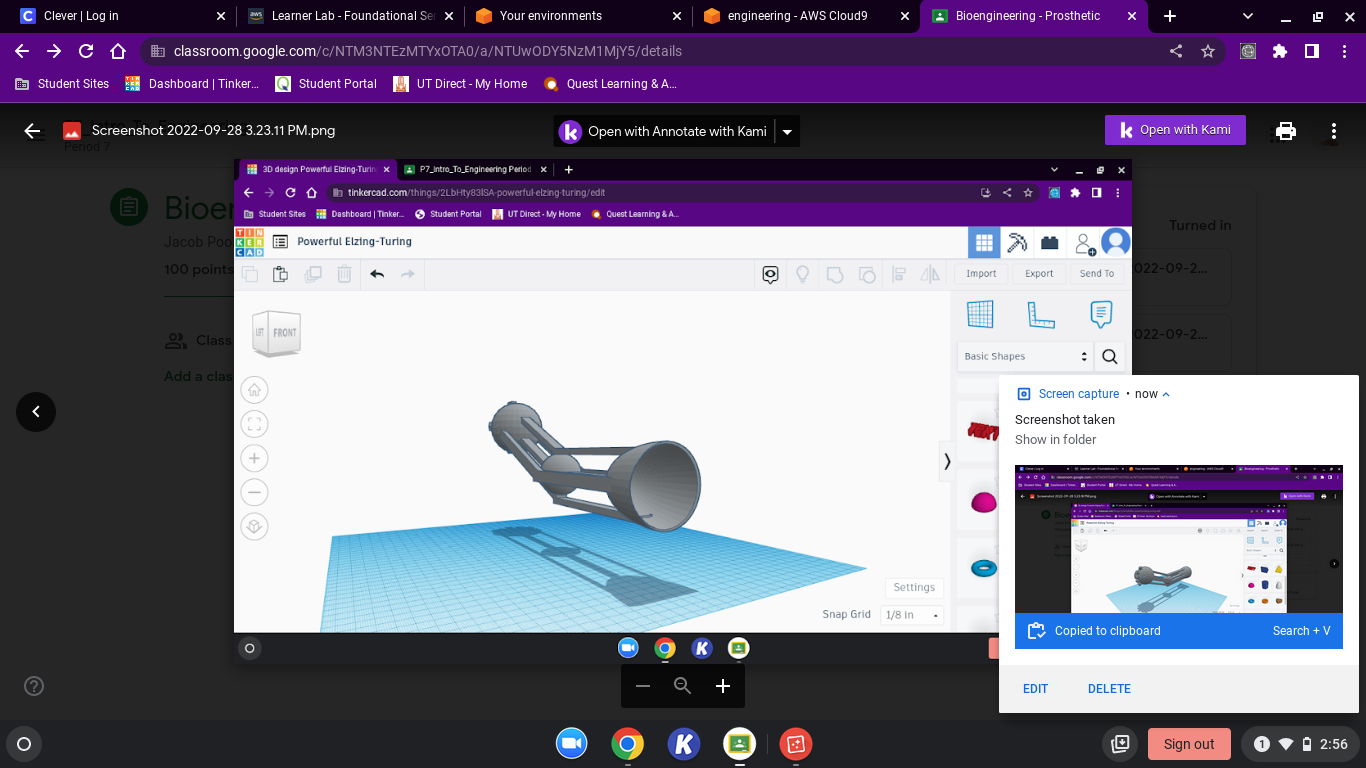 Clever | Log in
Learner Lab - Foundational Se
Your environments
engineering - AWS Cloud9
Bioengineering - Prosthetic
classroom.google.com/c/NTM3NTEzMTYxOTA0/a/NTUwODY5NzM1MjY5/details
Student Sites
Dashboard | Tinker...
Student Portal
UT Direct - My Home
Quest Learning & A...
Screenshot 2022-09-28 3.23.11 PM.png
Open with Annotate with Kami
Open with Kami
Period 7
Bioen
Jacob Poo
100 points
Class
Add a clas
Turned in
022-09-2...
022-09-2...
3D design Powerful Elzing-Turin
P7_Intro_To_Engineering Period
tinkercad.com/things/2LbHty83lSA-powerful-elzing-turing/edit
Student Sites
Dashboard | Tinker...
Student Portal
UT Direct - My Home
Quest Learning & A...
TIN
KER
CAD
Powerful Elzing-Turing
Import
Export
Send To
LEFT
FRONT
Basic Shapes
TEXT
Settings
Snap Grid
1/8 in
Screen capture • now
Screenshot taken
Show in folder
Copied to clipboard
Search + V
EDIT
DELETE
Sign out
1
2:56